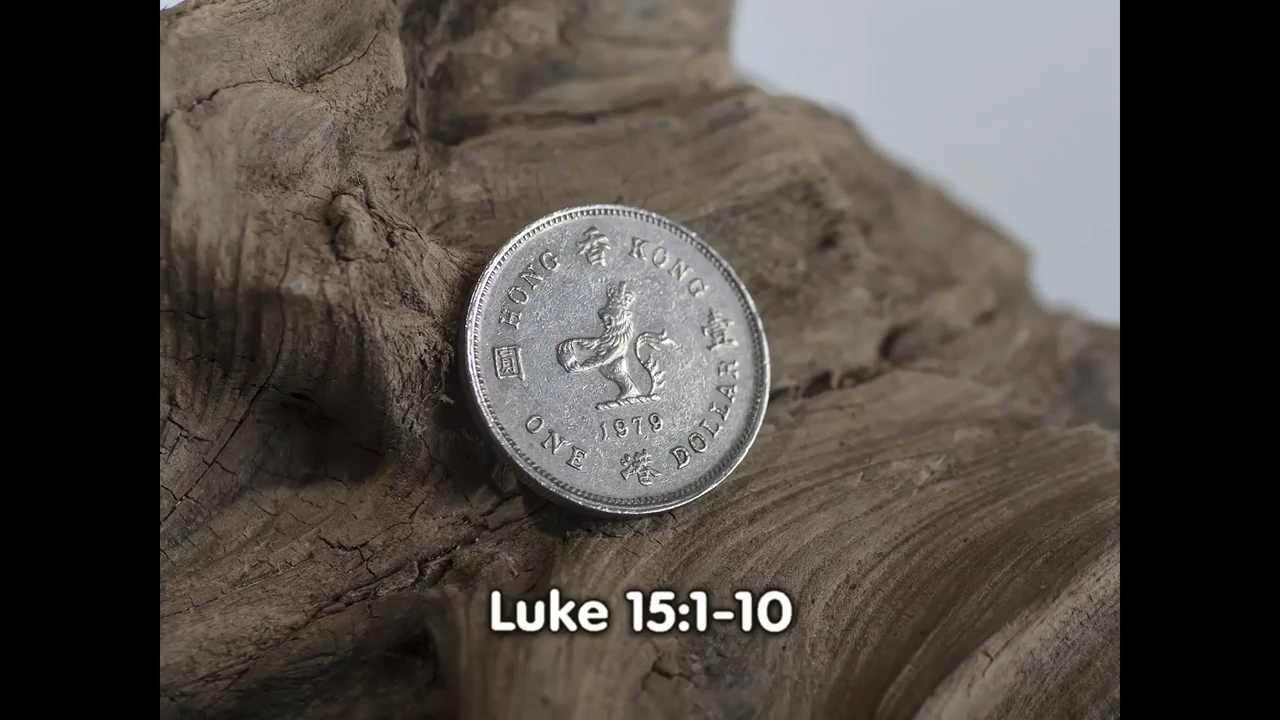 HONG 香 KONG
圓 壹
1979
ONE 港 DOLLAR
Luke 15:1-10